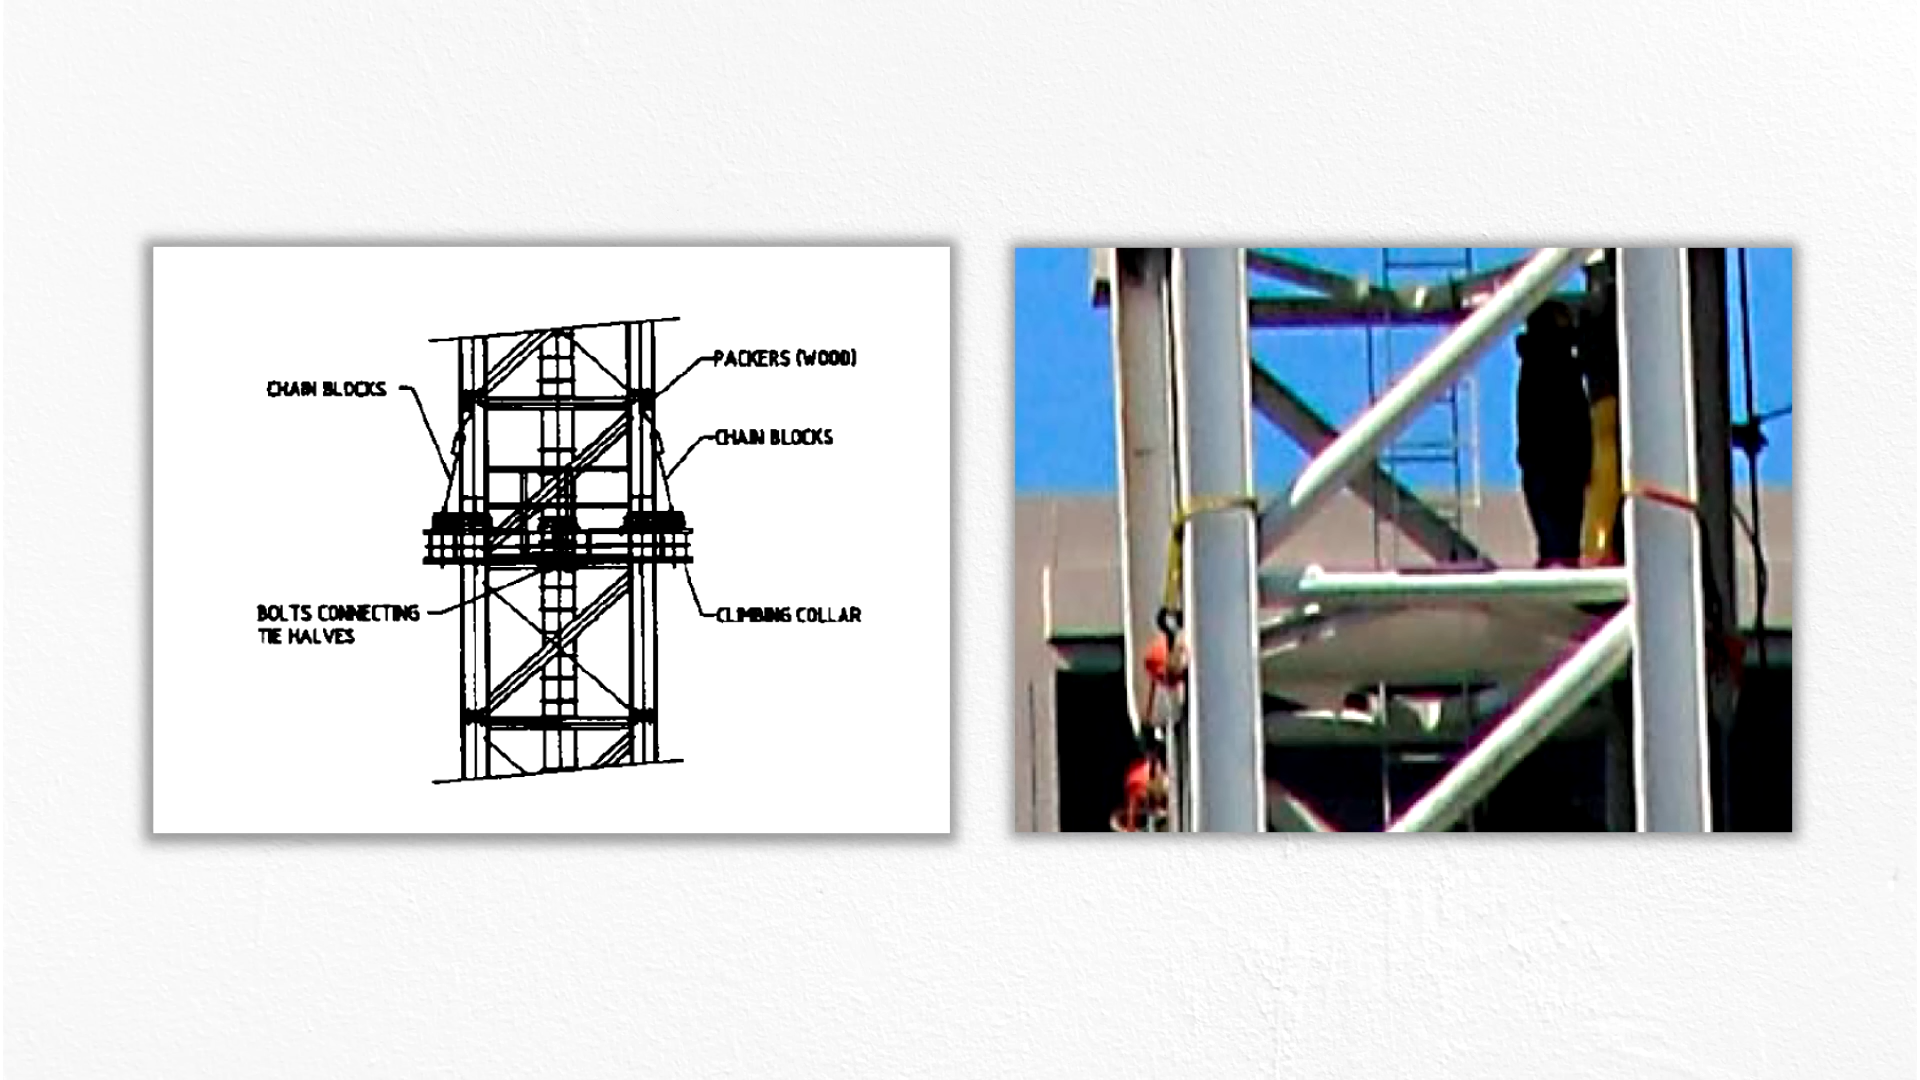 PACKERS (WOOD)
CHAIN BLOCKS
CHAIN BLOCKS
BOLTS CONNECTING
TIE HALVES
CLIMBING COLLAR